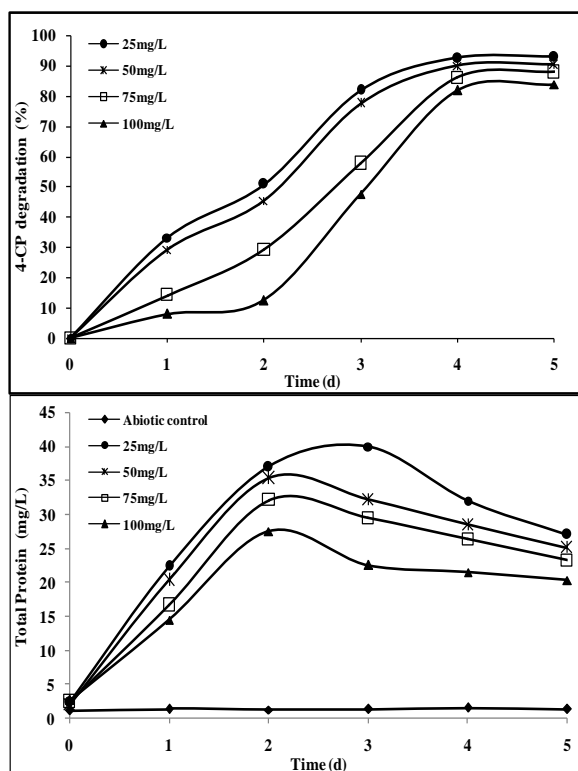 100
90
80
70
60
50
40
30
20
10
0
4-CP degradation (%)
25mg/L
50mg/L
75mg/L
100mg/L
0 1 2 3 4 5
Time (d)
45
40
35
30
25
20
15
10
5
0
Total Protein (mg/L)
Abiotic control
25mg/L
50mg/L
75mg/L
100mg/L
0 1 2 3 4 5
Time (d)